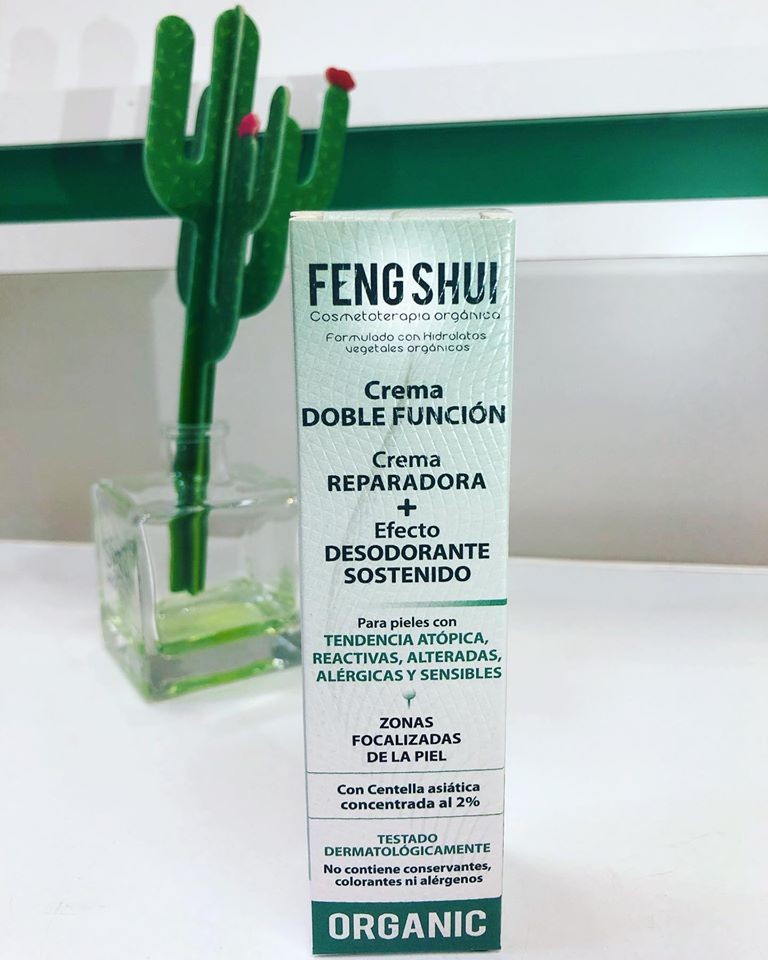 FENG SHUI
Cosmetoterapia orgánica
Formulado con Hidrolatos
vegetales orgánicos
Crema
DOBLE FUNCIÓN
Crema
REPARADORA
+
Efecto
DESODORANTE
SOSTENIDO
Para pieles con
TENDENCIA ATÓPICA,
REACTIVAS, ALTERADAS,
ALÉRGICAS Y SENSIBLES
ZONAS
FOCALIZADAS
DE LA PIEL
Con Centella asiática
concentrada al 2%
TESTADO
DERMATOLÓGICAMENTE
No contiene conservantes,
colorantes ni alérgenos
ORGANIC